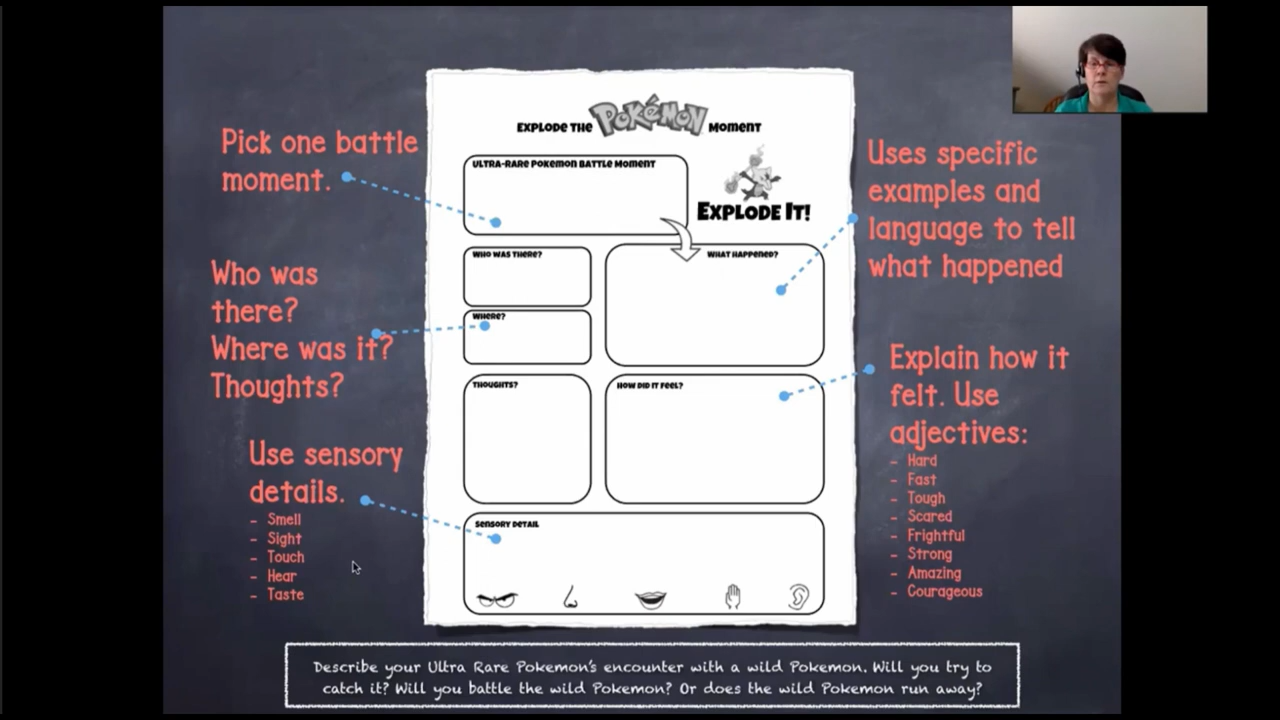 EXPLODE THE POKÉMON MOMENT
ULTRA-RARE POKEMON BATTLE MOMENT
EXPLODE IT!
WHO WAS THERE?
WHAT HAPPENED?
WHERE?
THOUGHTS?
HOW DID IT FEEL?
SENSORY DETAIL
Pick one battle
moment.
Who was
there?
Where was it?
Thoughts?
Use sensory
details.
- Smell
- Sight
- Touch
- Hear
- Taste
Uses specific
examples and
language to tell
what happened
Explain how it
felt. Use
adjectives:
- Hard
- Fast
- Tough
- Scared
- Frightful
- Strong
- Amazing
- Courageous
Describe your Ultra Rare Pokemon's encounter with a wild Pokemon. Will you try to
catch it? Will you battle the wild Pokemon? Or does the wild Pokemon run away?